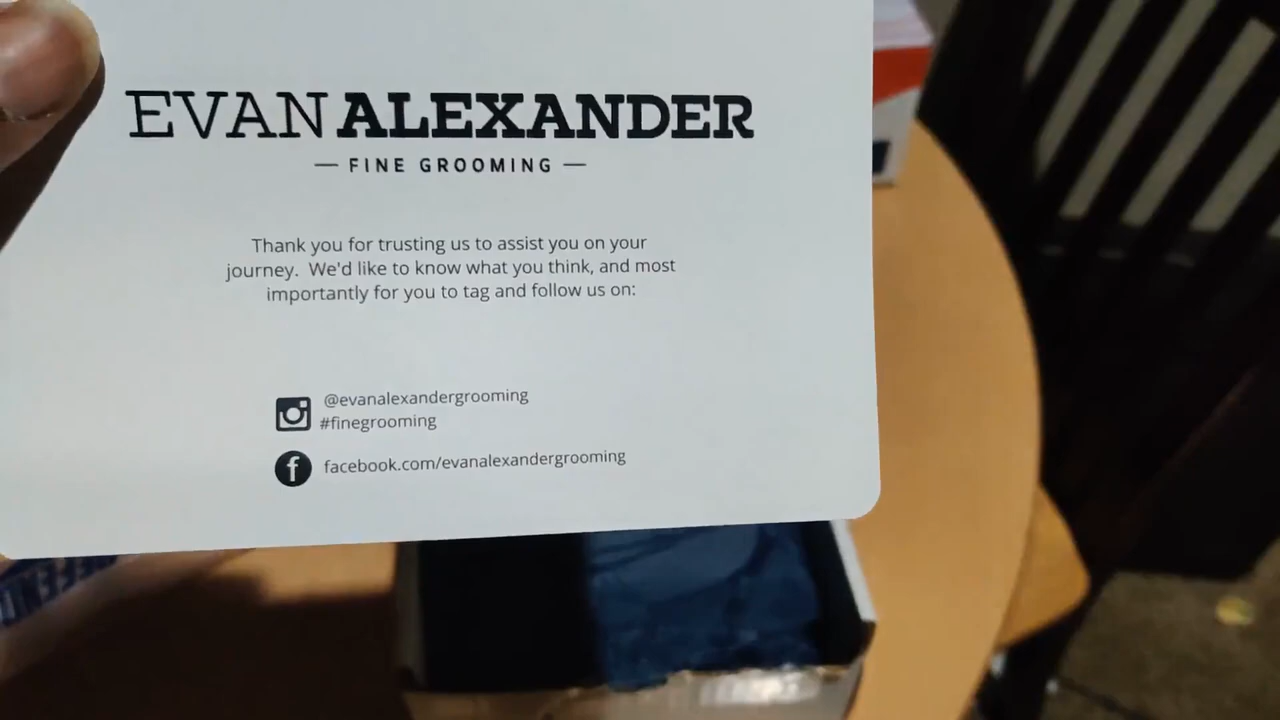 EVAN ALEXANDER
— FINE GROOMING —
Thank you for trusting us to assist you on your
journey.  We'd like to know what you think, and most
importantly for you to tag and follow us on:
@evanalexandergrooming
#finegrooming
facebook.com/evanalexandergrooming